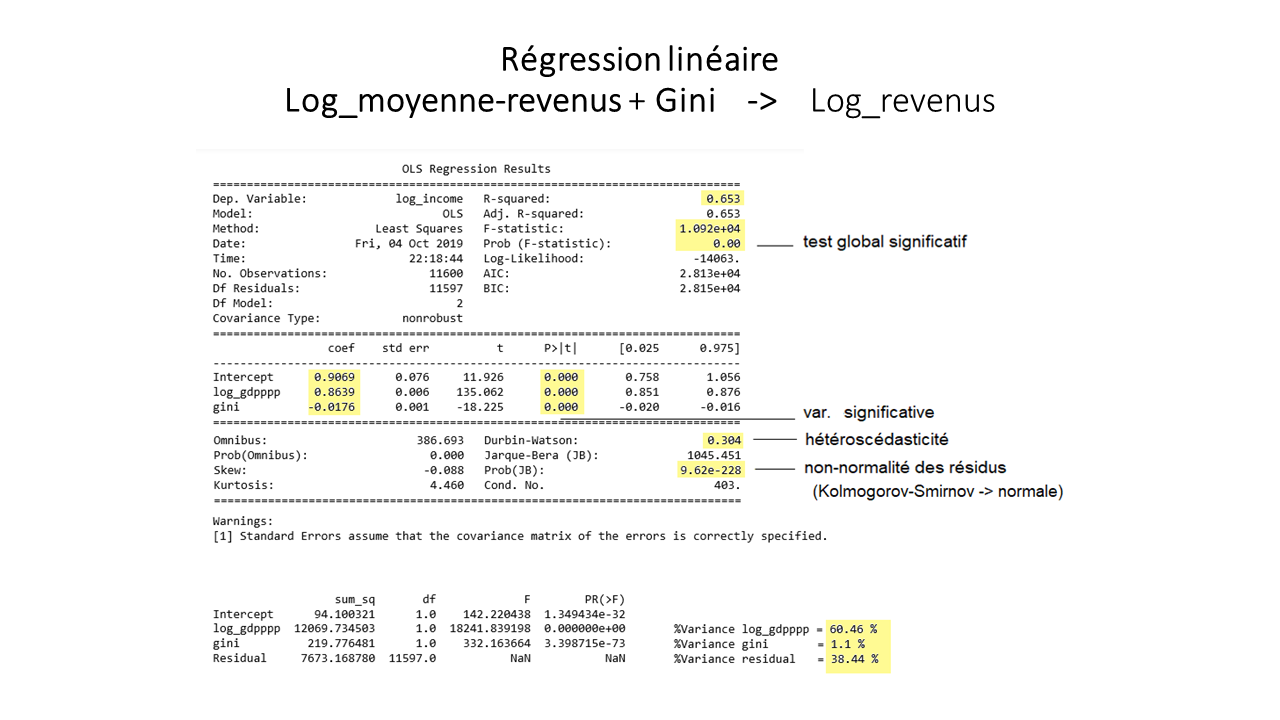 Régression linéaire
Log_moyenne-revenus + Gini -> Log_revenus
OLS Regression Results
==============================================================================
Dep. Variable: log_income R-squared: 0.653
Model: OLS Adj. R-squared: 0.653
Method: Least Squares F-statistic: 1.092e+04
Date: Fri, 04 Oct 2019 Prob (F-statistic): 0.00 test global significatif
Time: 22:18:44 Log-Likelihood: -14063.
No. Observations: 11600 AIC: 2.813e+04
Df Residuals: 11597 BIC: 2.815e+04
Df Model: 2
Covariance Type: nonrobust
==============================================================================
coef std err t P>|t| [0.025 0.975]
------------------------------------------------------------------------------
Intercept 0.9069 0.076 11.926 0.000 0.758 1.056
log_gdpppp 0.8639 0.006 135.062 0.000 0.851 0.876
gini -0.0176 0.001 -18.225 0.000 -0.020 -0.016
var. significative
==============================================================================
Omnibus: 386.693 Durbin-Watson: 0.304 hétéroscédasticité
Prob(Omnibus): 0.000 Jarque-Bera (JB): 1045.451
Skew: -0.088 Prob(JB): 9.62e-228 non-normalité des résidus
Kurtosis: 4.460 Cond. No. 403. (Kolmogorov-Smirnov -> normale)
==============================================================================
Warnings:
[1] Standard Errors assume that the covariance matrix of the errors is correctly specified.
sum_sq df F PR(>F)
Intercept 94.100321 1.0 142.220438 1.349434e-32
log_gdpppp 12069.734503 1.0 18241.839198 0.000000e+00 %Variance log_gdpppp = 60.46 %
gini 219.776481 1.0 332.163664 3.398715e-73 %Variance gini = 1.1 %
Residual 7673.168780 11597.0 NaN NaN %Variance residual = 38.44 %